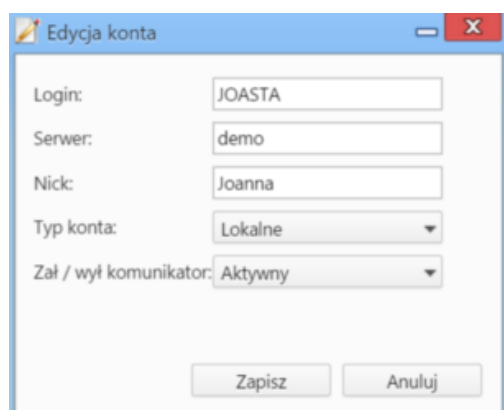 Edycja konta
Login: JOASTA
Serwer: demo
Nick: Joanna
Typ konta: Lokalne
Zał / wył komunikator: Aktywny
Zapisz Anuluj